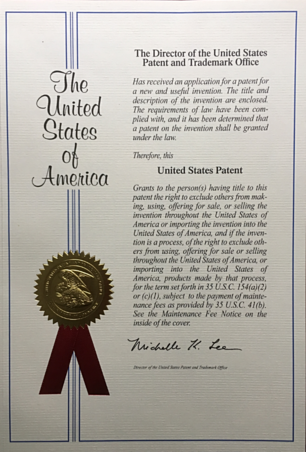 The
United
States
of
America
The Director of the United States
Patent and Trademark Office
Has received an application for a patent for
a new and useful invention. The title and
description of the invention are enclosed.
The requirements of law have been com-
plied with, and it has been determined that
a patent on the invention shall be granted
under the law.
Therefore, this
United States Patent
Grants to the person(s) having title to this
patent the right to exclude others from mak-
ing, using, offering for sale, or selling the
invention throughout the United States of
America or importing the invention into the
United States of America, and if the inven-
tion is a process, of the right to exclude oth-
ers from using, offering for sale or selling
throughout the United States of America, or
importing into the United States of
America, products made by that process,
for the term set forth in 35 U.S.C. 154(a)(2)
or (c)(1), subject to the payment of mainte-
nance fees as provided by 35 U.S.C. 41(b).
See the Maintenance Fee Notice on the
inside of the cover.
Michelle K. Lee
Director of the United States Patent and Trademark Office